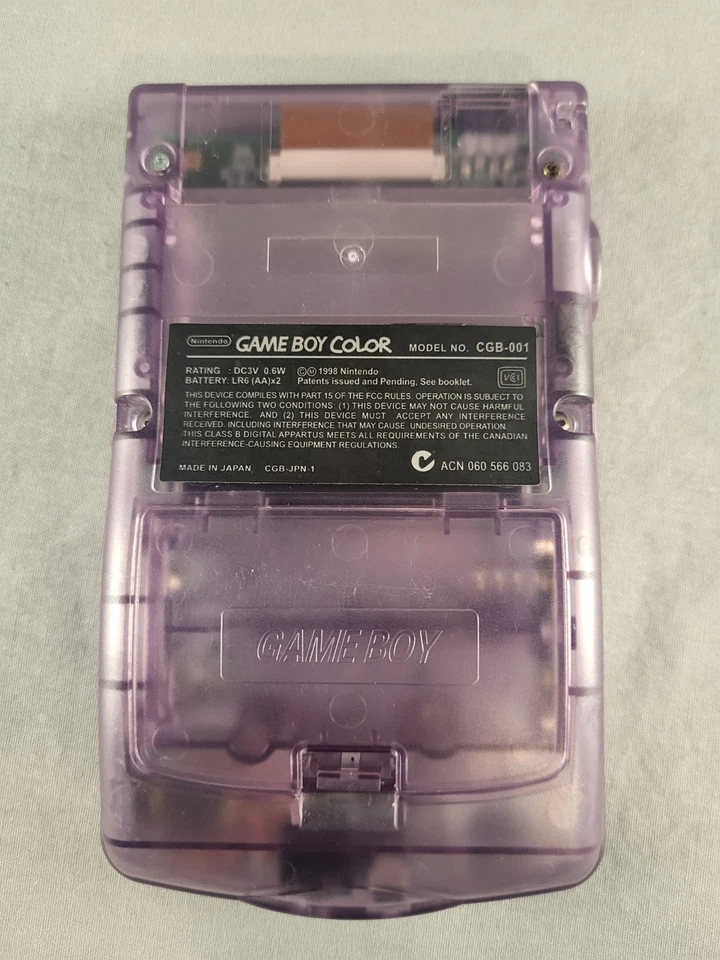 Nintendo GAME BOY COLOR MODEL NO. CGB-001
RATING : DC3V 0.6W ©Ⓜ 1998 Nintendo
BATTERY: LR6 (AA)x2 Patents issued and Pending, See booklet.
VCI
THIS DEVICE COMPILES WITH PART 15 OF THE FCC RULES. OPERATION IS SUBJECT TO
THE FOLLOWING TWO CONDITIONS: (1) THIS DEVICE MAY NOT CAUSE HARMFUL
INTERFERENCE. AND (2) THIS DEVICE MUST ACCEPT ANY INTERFERENCE
RECEIVED. INCLUDING INTERFERENCE THAT MAY CAUSE UNDESIRED OPERATION.
THIS CLASS B DIGITAL APPARTUS MEETS ALL REQUIREMENTS OF THE CANADIAN
INTERFERENCE-CAUSING EQUIPMENT REGULATIONS.
MADE IN JAPAN CGB-JPN-1 ACN 060 566 083
GAME BOY